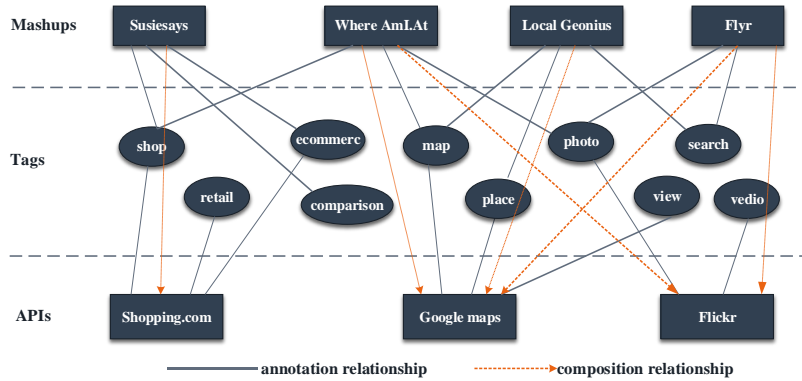 Mashups
Susiesays
Where AmI.At
Local Geonius
Flyr
Tags
shop
ecommerc
map
photo
search
retail
comparison
place
view
vedio
APIs
Shopping.com
Google maps
Flickr
annotation relationship
composition relationship